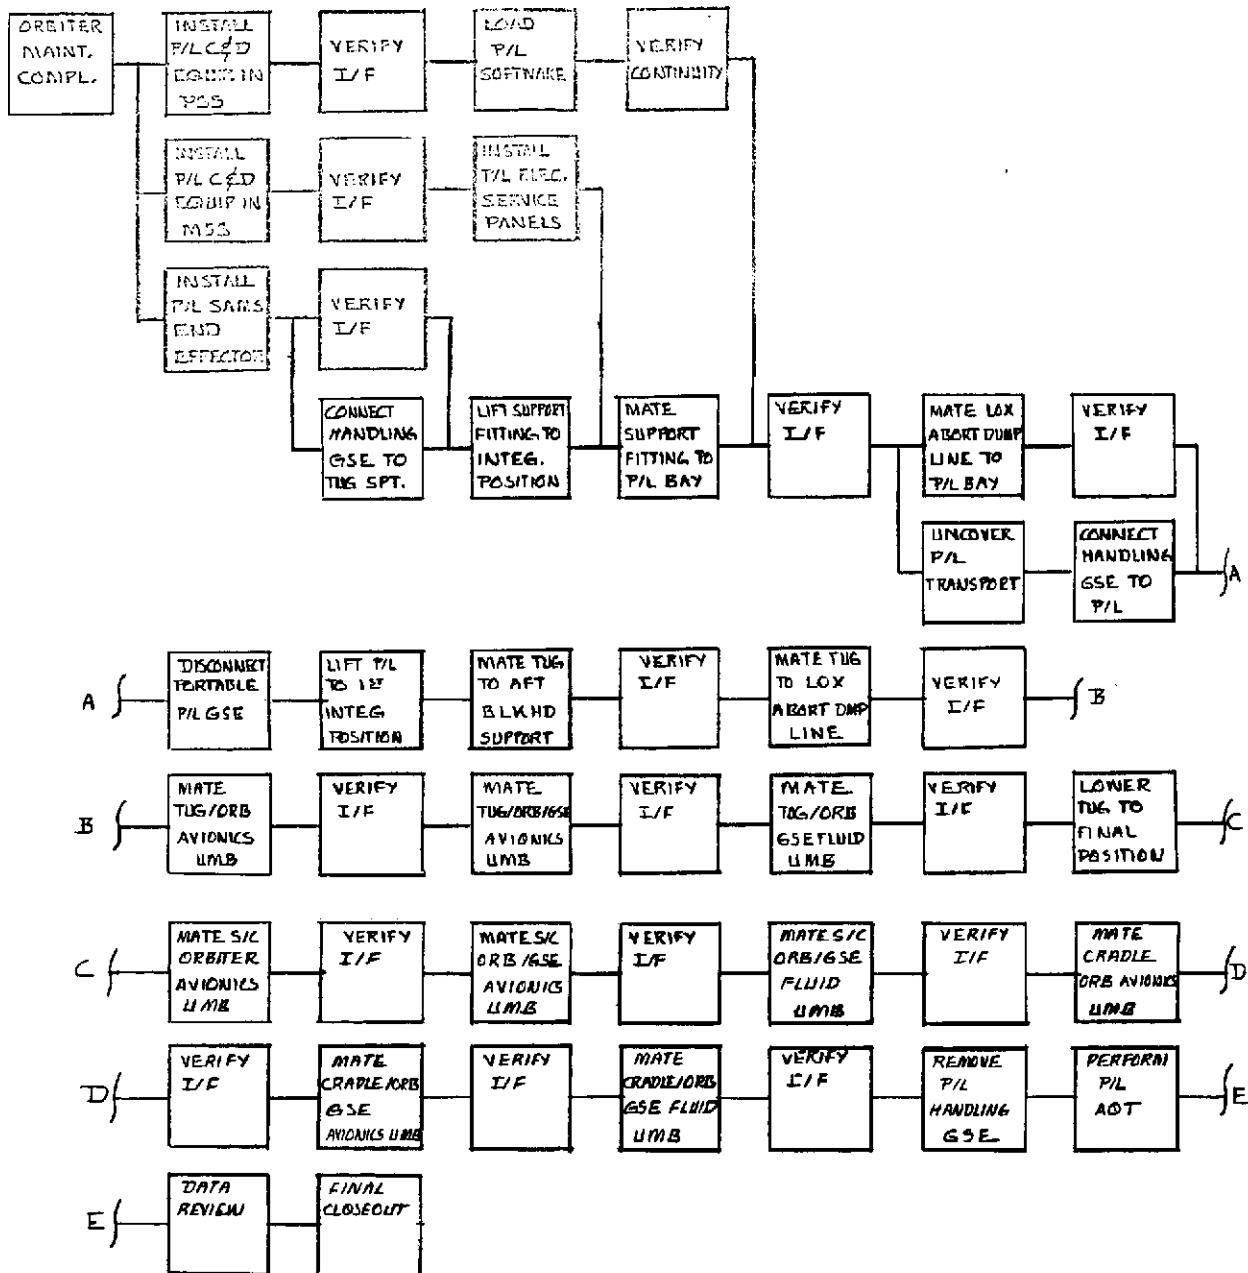 ORBITER
MAINT.
COMPL.
INSTALL
P/L C&D
EQUIP IN
PSS
VERIFY
I/F
LOAD
P/L
SOFTWARE
VERIFY
CONTINUITY
INSTALL
P/L C&D
EQUIP IN
MSS
VERIFY
I/F
INSTALL
P/L ELEC.
SERVICE
PANELS
INSTALL
P/L SAMS
END
EFFECTOR
VERIFY
I/F
CONNECT
HANDLING
GSE TO
TUG SPT.
LIFT SUPPORT
FITTING TO
INTEG.
POSITION
MATE
SUPPORT
FITTING TO
P/L BAY
VERIFY
I/F
MATE LOX
ABORT DUMP
LINE TO
P/L BAY
VERIFY
I/F
UNCOVER
P/L
TRANSPORT
CONNECT
HANDLING
GSE TO
P/L
A
A
DISCONNECT
PORTABLE
P/L GSE
LIFT P/L
TO 1ST
INTEG
POSITION
MATE TUG
TO AFT
BLKHD
SUPPORT
VERIFY
I/F
MATE TUG
TO LOX
ABORT DMP
LINE
VERIFY
I/F
B
B
MATE
TUG/ORB
AVIONICS
UMB
VERIFY
I/F
MATE
TUG/ORB/GSE
AVIONICS
UMB
VERIFY
I/F
MATE.
TUG/ORB
GSE FLUID
UMB
VERIFY
I/F
LOWER
TUG TO
FINAL
POSITION
C
C
MATE S/C
ORBITER
AVIONICS
UMB
VERIFY
I/F
MATE S/C
ORB/GSE
AVIONICS
UMB
VERIFY
I/F
MATE S/C
ORB/GSE
FLUID
UMB
VERIFY
I/F
MATE
CRADLE
ORB AVIONICS
UMB
D
D
VERIFY
I/F
MATE
CRADLE/ORB
GSE
AVIONICS UMB
VERIFY
I/F
MATE
CRADLE/ORB
GSE FLUID
UMB
VERIFY
I/F
REMOVE
P/L
HANDLING
GSE
PERFORM
P/L
AOT
E
E
DATA
REVIEW
FINAL
CLOSEOUT